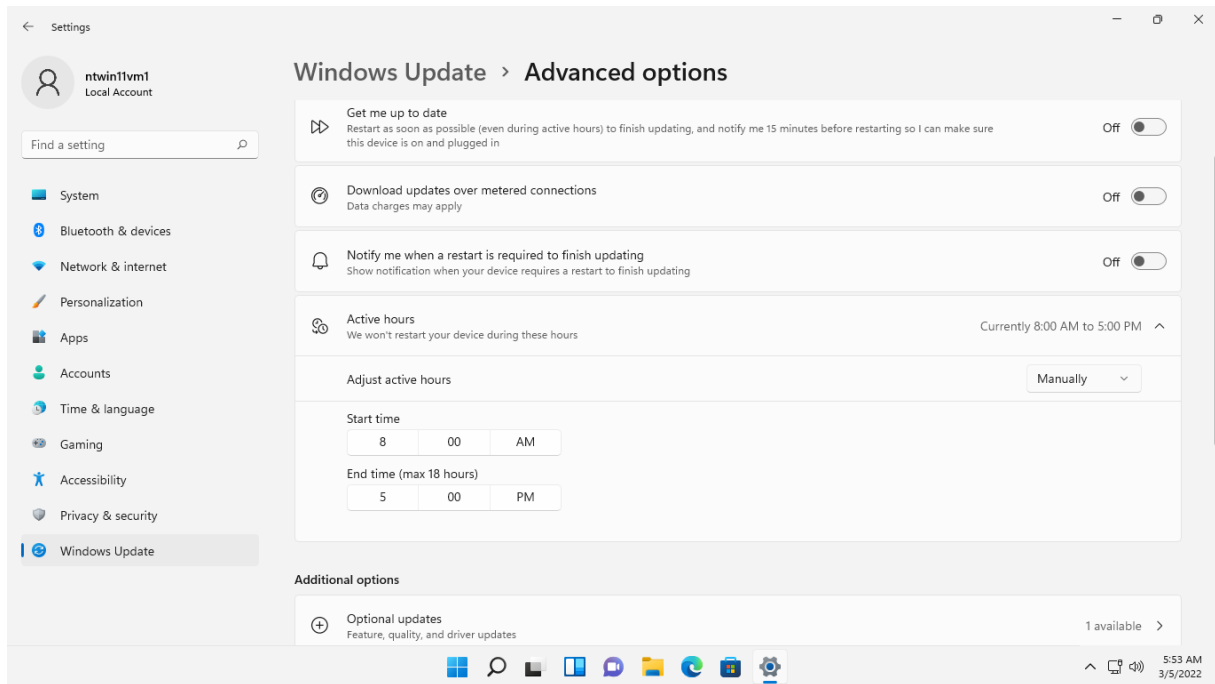 Settings
ntwin11vm1
Local Account
Find a setting
System
Bluetooth & devices
Network & internet
Personalization
Apps
Accounts
Time & language
Gaming
Accessibility
Privacy & security
Windows Update
Windows Update > Advanced options
Get me up to date
Restart as soon as possible (even during active hours) to finish updating, and notify me 15 minutes before restarting so I can make sure
this device is on and plugged in
Off
Download updates over metered connections
Data charges may apply
Off
Notify me when a restart is required to finish updating
Show notification when your device requires a restart to finish updating
Off
Active hours
We won't restart your device during these hours
Currently 8:00 AM to 5:00 PM
Adjust active hours
Manually
Start time
8 00 AM
End time (max 18 hours)
5 00 PM
Additional options
Optional updates
Feature, quality, and driver updates
1 available
5:53 AM
3/5/2022